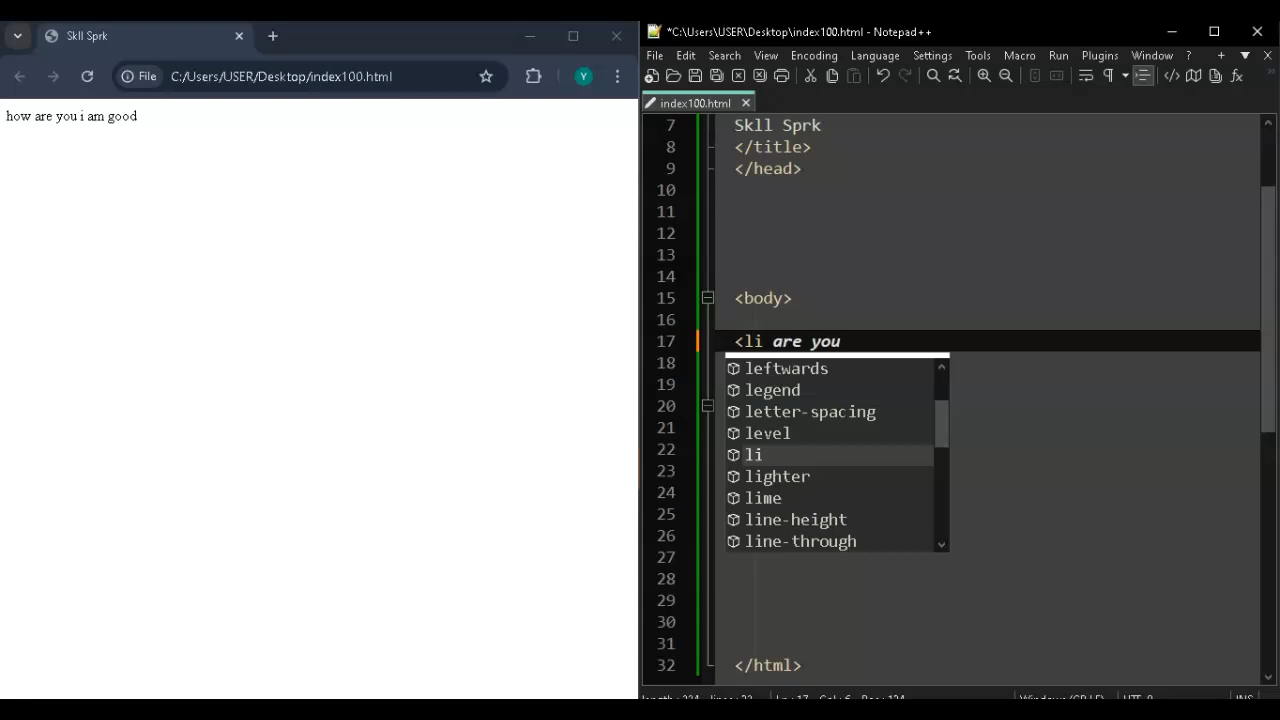 Skll Sprk
File C:/Users/USER/Desktop/index100.html
Y
how are you i am good
*C:\Users\USER\Desktop\index100.html - Notepad++
File Edit Search View Encoding Language Settings Tools Macro Run Plugins Window ?
index100.html
7 Skll Sprk
8 </title>
9 </head>
10
11
12
13
14
15 <body>
16
17 <li are you
18
19
20
21
22
23
24
25
26
27
28
29
30
31
32 </html>
leftwards
legend
letter-spacing
level
li
lighter
lime
line-height
line-through